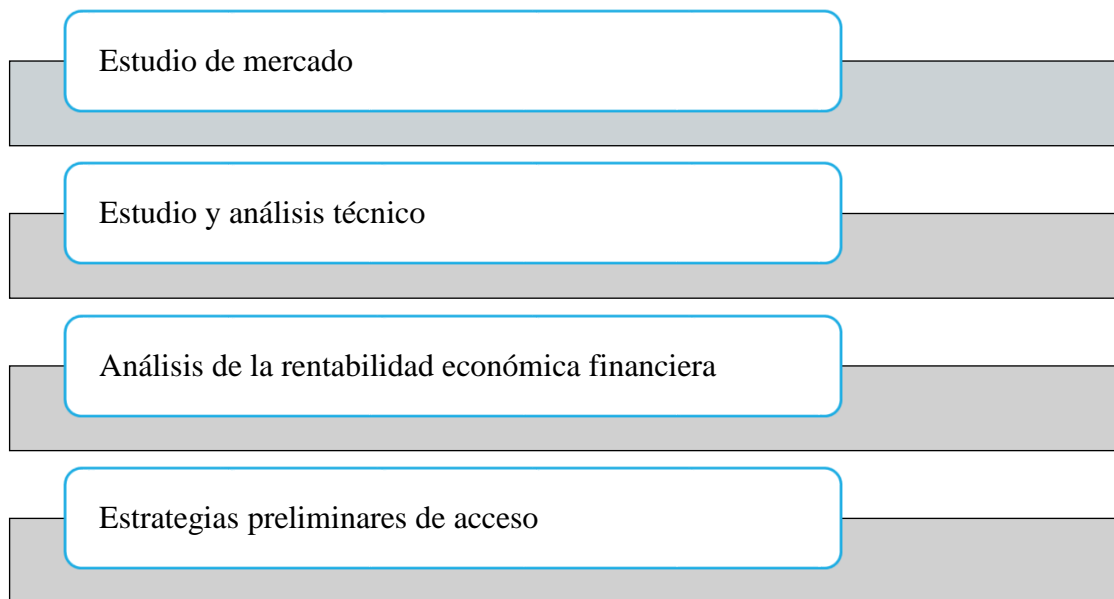 Estudio de mercado
Estudio y análisis técnico
Análisis de la rentabilidad económica financiera
Estrategias preliminares de acceso